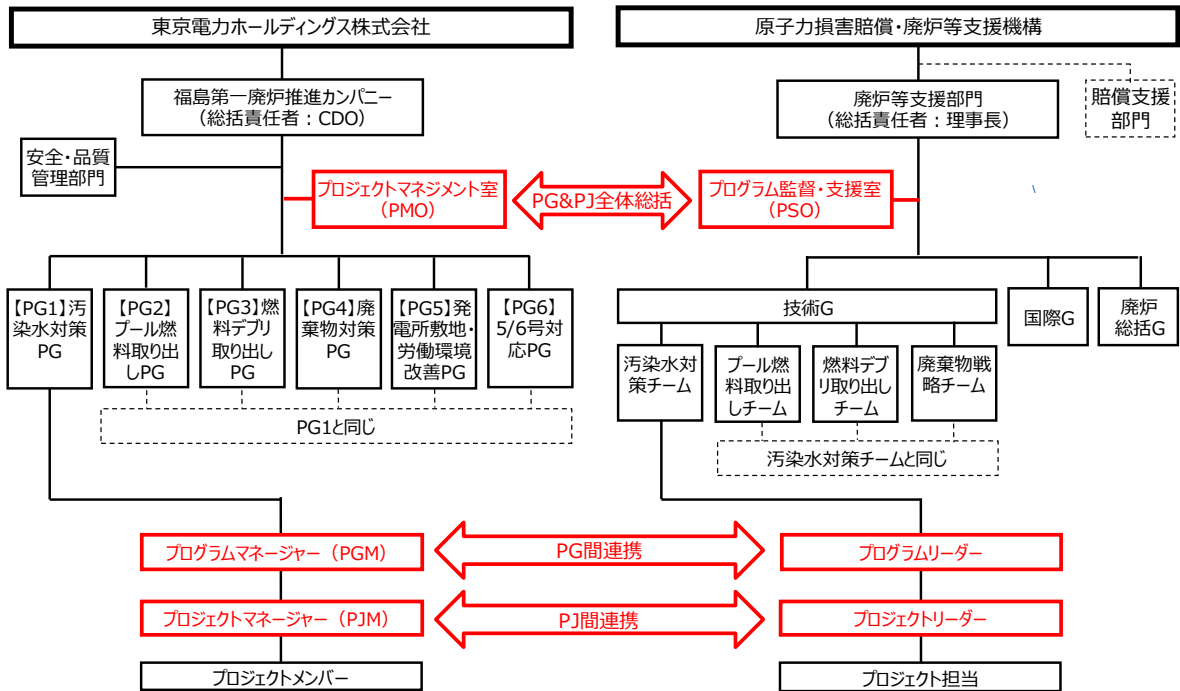 東京電力ホールディングス株式会社
原子力損害賠償・廃炉等支援機構
福島第一廃炉推進カンパニー
(総括責任者：CDO)
廃炉等支援部門
(総括責任者：理事長)
賠償支援
部門
安全・品質
管理部門
プロジェクトマネジメント室
(PMO)
PG&PJ全体総括
プログラム監督・支援室
(PSO)
【PG1】汚
染水対策
PG
【PG2】
プール燃
料取り出
しPG
【PG3】燃
料デブリ
取り出し
PG
【PG4】廃
棄物対策
PG
【PG5】発
電所敷地・
労働環境
改善PG
【PG6】
5/6号対
応PG
PG1と同じ
技術G
国際G
廃炉
総括G
汚染水対
策チーム
プール燃
料取り出
しチーム
燃料デブ
リ取り出し
チーム
廃棄物戦
略チーム
汚染水対策チームと同じ
プログラムマネージャー（PGM）
PG間連携
プログラムリーダー
プロジェクトマネージャー（PJM）
PJ間連携
プロジェクトリーダー
プロジェクトメンバー
プロジェクト担当